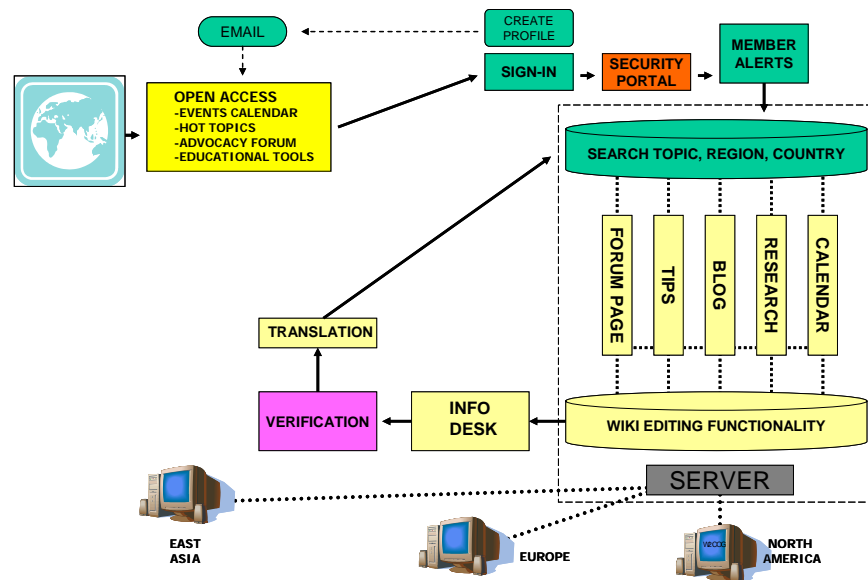 EMAIL
CREATE
PROFILE
OPEN ACCESS
-EVENTS CALENDAR
-HOT TOPICS
-ADVOCACY FORUM
-EDUCATIONAL TOOLS
SIGN-IN
SECURITY
PORTAL
MEMBER
ALERTS
SEARCH TOPIC, REGION, COUNTRY
FORUM PAGE
TIPS
BLOG
RESEARCH
CALENDAR
TRANSLATION
VERIFICATION
INFO
DESK
WIKI EDITING FUNCTIONALITY
SERVER
EAST
ASIA
EUROPE
NORTH
AMERICA